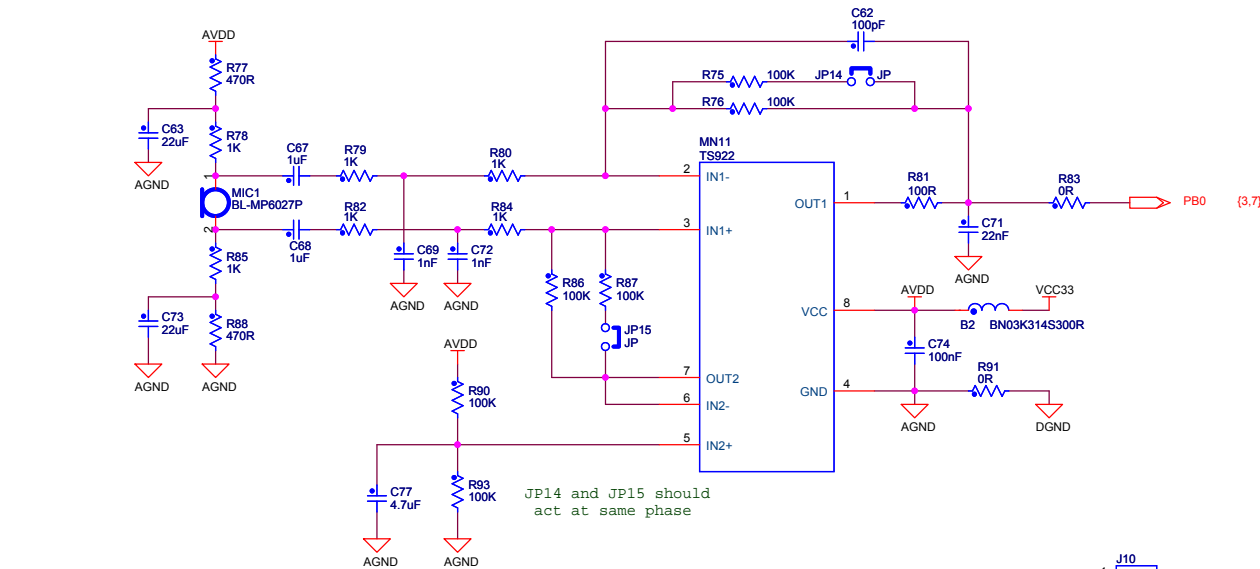 C62
100pF
AVDD
R77
470R
R75
100K
JP14
JP
R76
100K
C63
22uF
R78
1K
AGND
C67
1uF
R79
1K
R80
1K
MN11
TS922
1
MIC1
BL-MP6027P
2
2
IN1-
R82
1K
R84
1K
3
IN1+
OUT1
1
R81
100R
R83
0R
PB0
{3,7}
C68
1uF
C69
1nF
C72
1nF
C71
22nF
R85
1K
AGND
AGND
AGND
R86
100K
R87
100K
C73
22uF
R88
470R
JP15
JP
AVDD
VCC33
VCC
8
B2
BN03K314S300R
C74
100nF
AGND
AGND
AVDD
7
OUT2
R91
0R
R90
100K
6
IN2-
GND
4
AGND
DGND
5
IN2+
C77
4.7uF
R93
100K
JP14 and JP15 should
act at same phase
AGND
AGND
J10